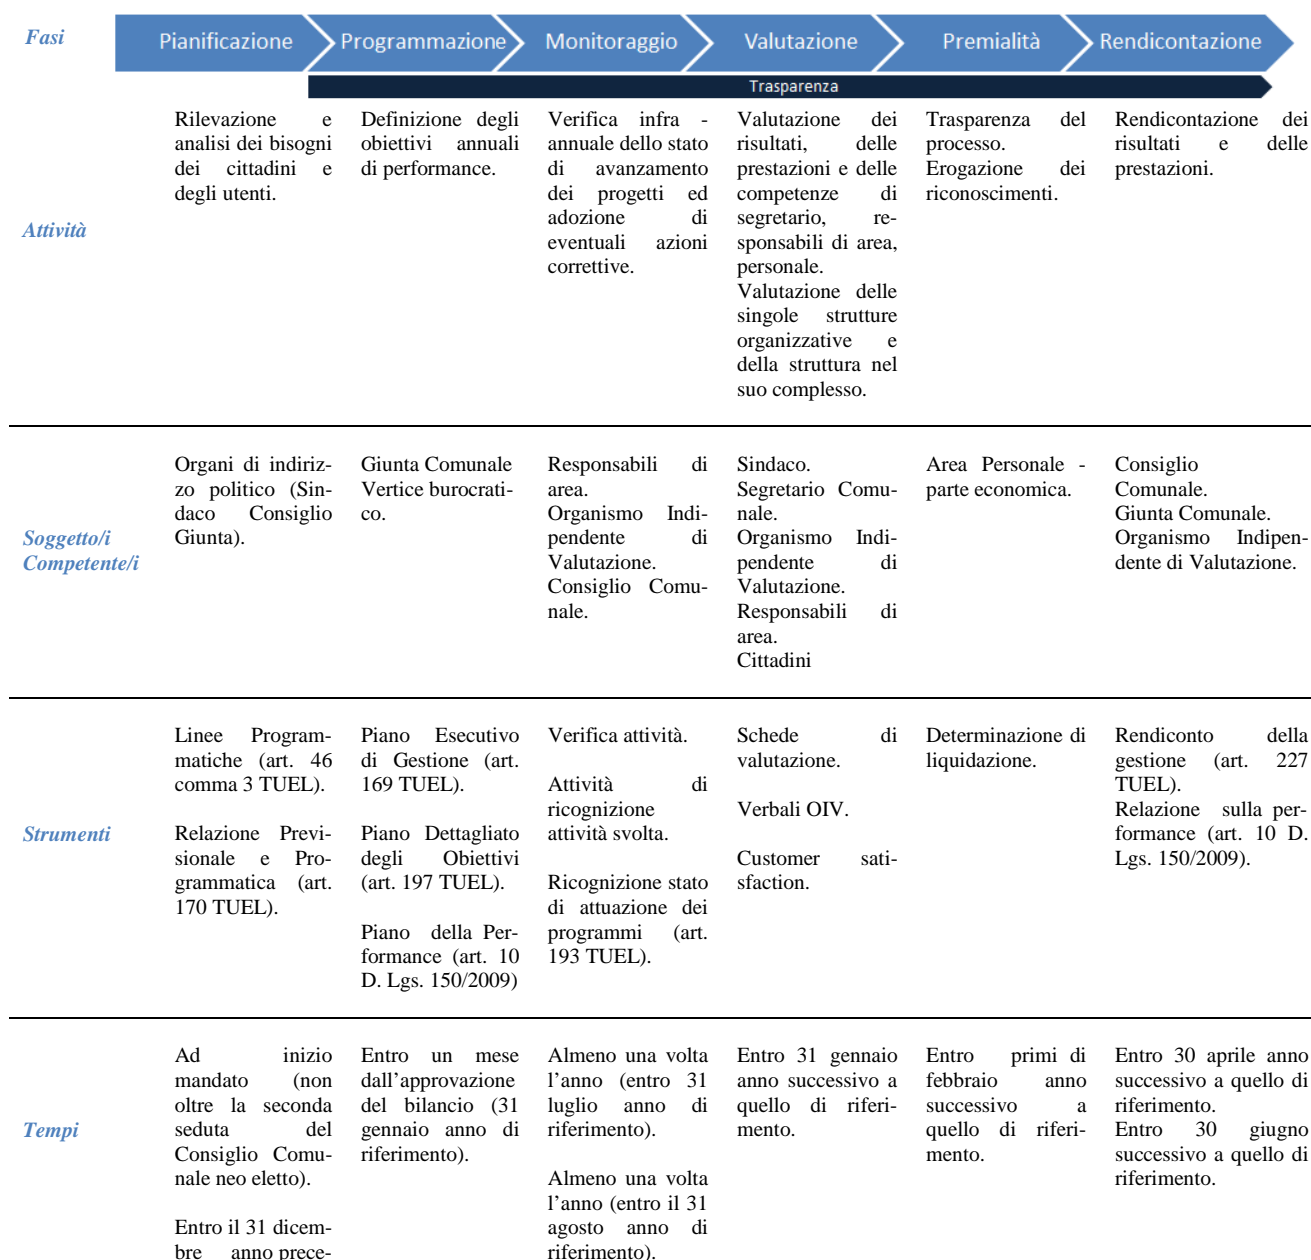 Fasi
Pianificazione
Programmazione
Monitoraggio
Valutazione
Premialità
Rendicontazione
Trasparenza
Attività
Rilevazione e
analisi dei bisogni
dei cittadini e
degli utenti.
Definizione degli
obiettivi annuali
di performance.
Verifica infra -
annuale dello stato
di avanzamento
dei progetti ed
adozione di
eventuali azioni
correttive.
Valutazione dei
risultati, delle
prestazioni e delle
competenze di
segretario, re-
sponsabili di area,
personale.
Valutazione delle
singole strutture
organizzative e
della struttura nel
suo complesso.
Trasparenza del
processo.
Erogazione dei
riconoscimenti.
Rendicontazione dei
risultati e delle
prestazioni.
Soggetto/i
Competente/i
Organi di indiriz-
zo politico (Sin-
daco Consiglio
Giunta).
Giunta Comunale
Vertice burocrati-
co.
Responsabili di
area.
Organismo Indi-
pendente di
Valutazione.
Consiglio Comu-
nale.
Sindaco.
Segretario Comu-
nale.
Organismo Indi-
pendente di
Valutazione.
Responsabili di
area.
Cittadini
Area Personale -
parte economica.
Consiglio
Comunale.
Giunta Comunale.
Organismo Indipen-
dente di Valutazione.
Strumenti
Linee Program-
matiche (art. 46
comma 3 TUEL).
Relazione Previ-
sionale e Pro-
grammatica (art.
170 TUEL).
Piano Esecutivo
di Gestione (art.
169 TUEL).
Piano Dettagliato
degli Obiettivi
(art. 197 TUEL).
Piano della Per-
formance (art. 10
D. Lgs. 150/2009)
Verifica attività.
Attività di
ricognizione
attività svolta.
Ricognizione stato
di attuazione dei
programmi (art.
193 TUEL).
Schede di
valutazione.
Verbali OIV.
Customer sati-
sfaction.
Determinazione di
liquidazione.
Rendiconto della
gestione (art. 227
TUEL).
Relazione sulla per-
formance (art. 10 D.
Lgs. 150/2009).
Tempi
Ad inizio
mandato (non
oltre la seconda
seduta del
Consiglio Comu-
nale neo eletto).
Entro il 31 dicem-
bre anno prece-
Entro un mese
dall’approvazione
del bilancio (31
gennaio anno di
riferimento).
Almeno una volta
l’anno (entro 31
luglio anno di
riferimento).
Almeno una volta
l’anno (entro il 31
agosto anno di
riferimento).
Entro 31 gennaio
anno successivo a
quello di riferi-
mento.
Entro primi di
febbraio anno
successivo a
quello di riferi-
mento.
Entro 30 aprile anno
successivo a quello di
riferimento.
Entro 30 giugno
successivo a quello di
riferimento.